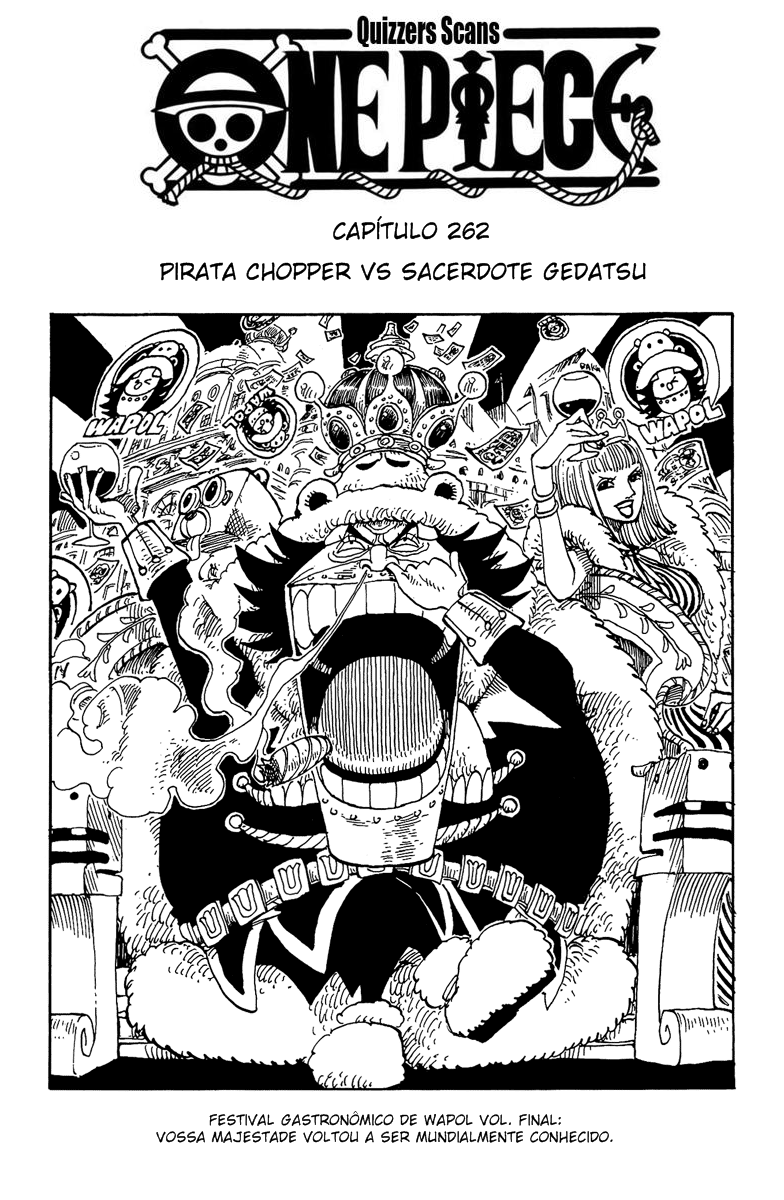 Quizzers Scans
ONE PIECE
CAPÍTULO 262
PIRATA CHOPPER VS SACERDOTE GEDATSU
BAKU
WAPOL
WAPOL
FESTIVAL GASTRONÔMICO DE WAPOL VOL. FINAL:
VOSSA MAJESTADE VOLTOU A SER MUNDIALMENTE CONHECIDO.